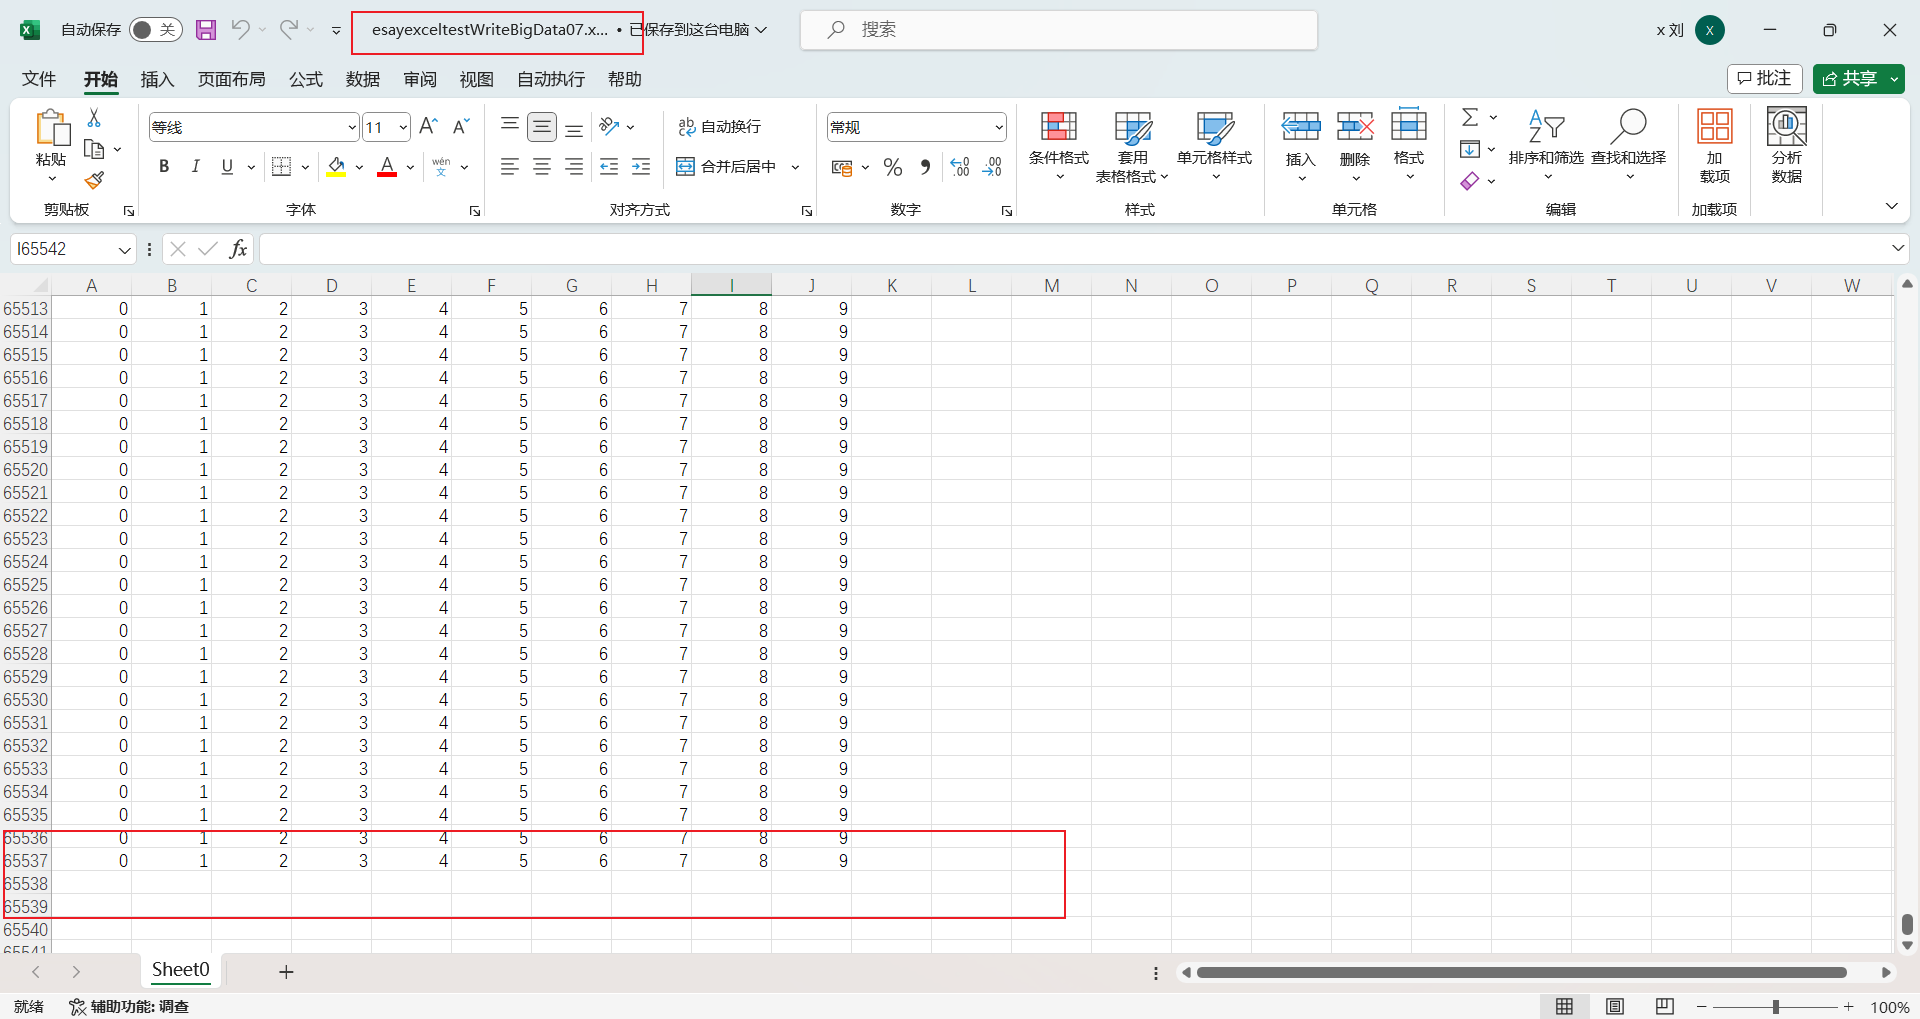 自动保存 关 esayexceltestWriteBigData07.x... • 已保存到这台电脑 搜索 x 刘 X
文件 开始 插入 页面布局 公式 数据 审阅 视图 自动执行 帮助 批注 共享
粘贴 等线 11 A A ab c 自动换行 常规 条件格式 套用 表格格式 单元格样式 插入 删除 格式 排序和筛选 查找和选择 加 载项 分析 数据
B I U A wén 文 合并后居中 % .00 .00
剪贴板 字体 对齐方式 数字 样式 单元格 编辑 加载项
I65542 fx
A B C D E F G H I J K L M N O P Q R S T U V W
65513 0 1 2 3 4 5 6 7 8 9
65514 0 1 2 3 4 5 6 7 8 9
65515 0 1 2 3 4 5 6 7 8 9
65516 0 1 2 3 4 5 6 7 8 9
65517 0 1 2 3 4 5 6 7 8 9
65518 0 1 2 3 4 5 6 7 8 9
65519 0 1 2 3 4 5 6 7 8 9
65520 0 1 2 3 4 5 6 7 8 9
65521 0 1 2 3 4 5 6 7 8 9
65522 0 1 2 3 4 5 6 7 8 9
65523 0 1 2 3 4 5 6 7 8 9
65524 0 1 2 3 4 5 6 7 8 9
65525 0 1 2 3 4 5 6 7 8 9
65526 0 1 2 3 4 5 6 7 8 9
65527 0 1 2 3 4 5 6 7 8 9
65528 0 1 2 3 4 5 6 7 8 9
65529 0 1 2 3 4 5 6 7 8 9
65530 0 1 2 3 4 5 6 7 8 9
65531 0 1 2 3 4 5 6 7 8 9
65532 0 1 2 3 4 5 6 7 8 9
65533 0 1 2 3 4 5 6 7 8 9
65534 0 1 2 3 4 5 6 7 8 9
65535 0 1 2 3 4 5 6 7 8 9
65536 0 1 2 3 4 5 6 7 8 9
65537 0 1 2 3 4 5 6 7 8 9
65538
65539
65540
65541
Sheet0
就绪 辅助功能: 调查 100%